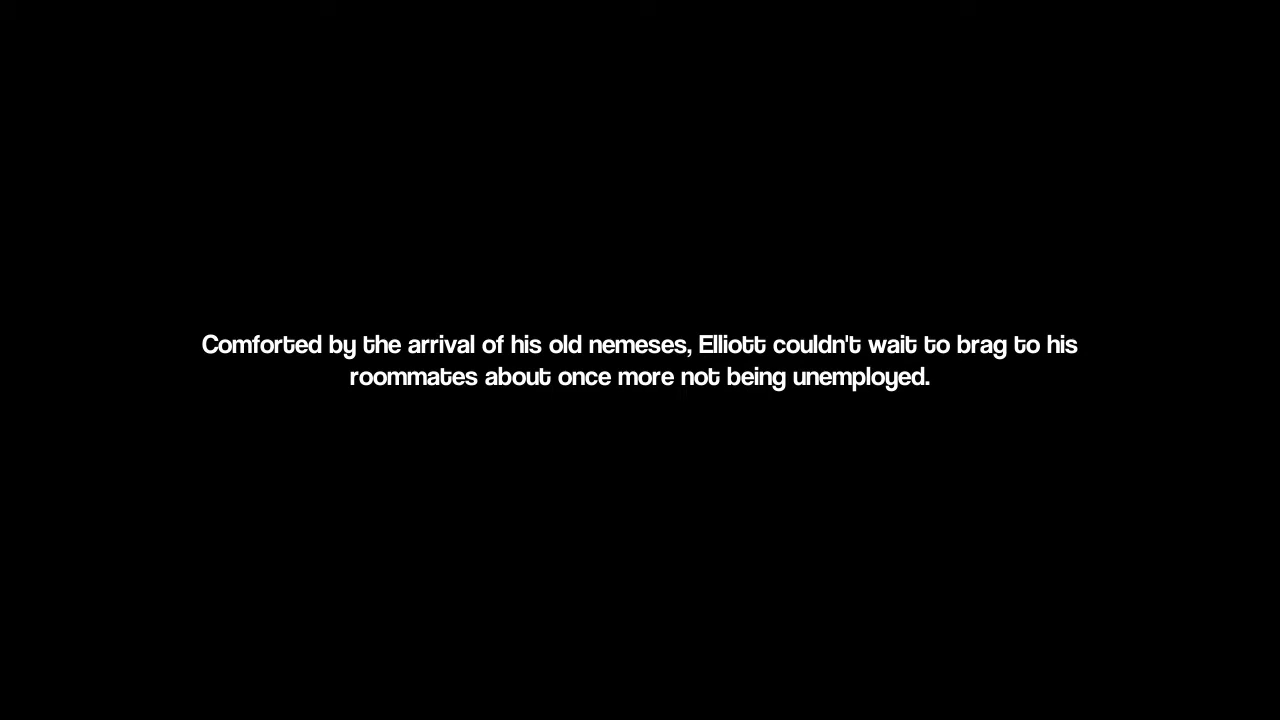 Comforted by the arrival of his old nemeses, Elliott couldn't wait to brag to his
roommates about once more not being unemployed.